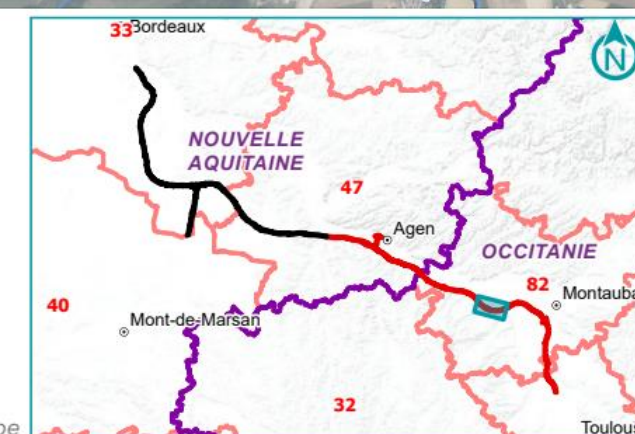 33
Bordeaux
N
NOUVELLE
AQUITAINE
47
Agen
OCCITANIE
82
Montauba
40
Mont-de-Marsan
32
Toulous